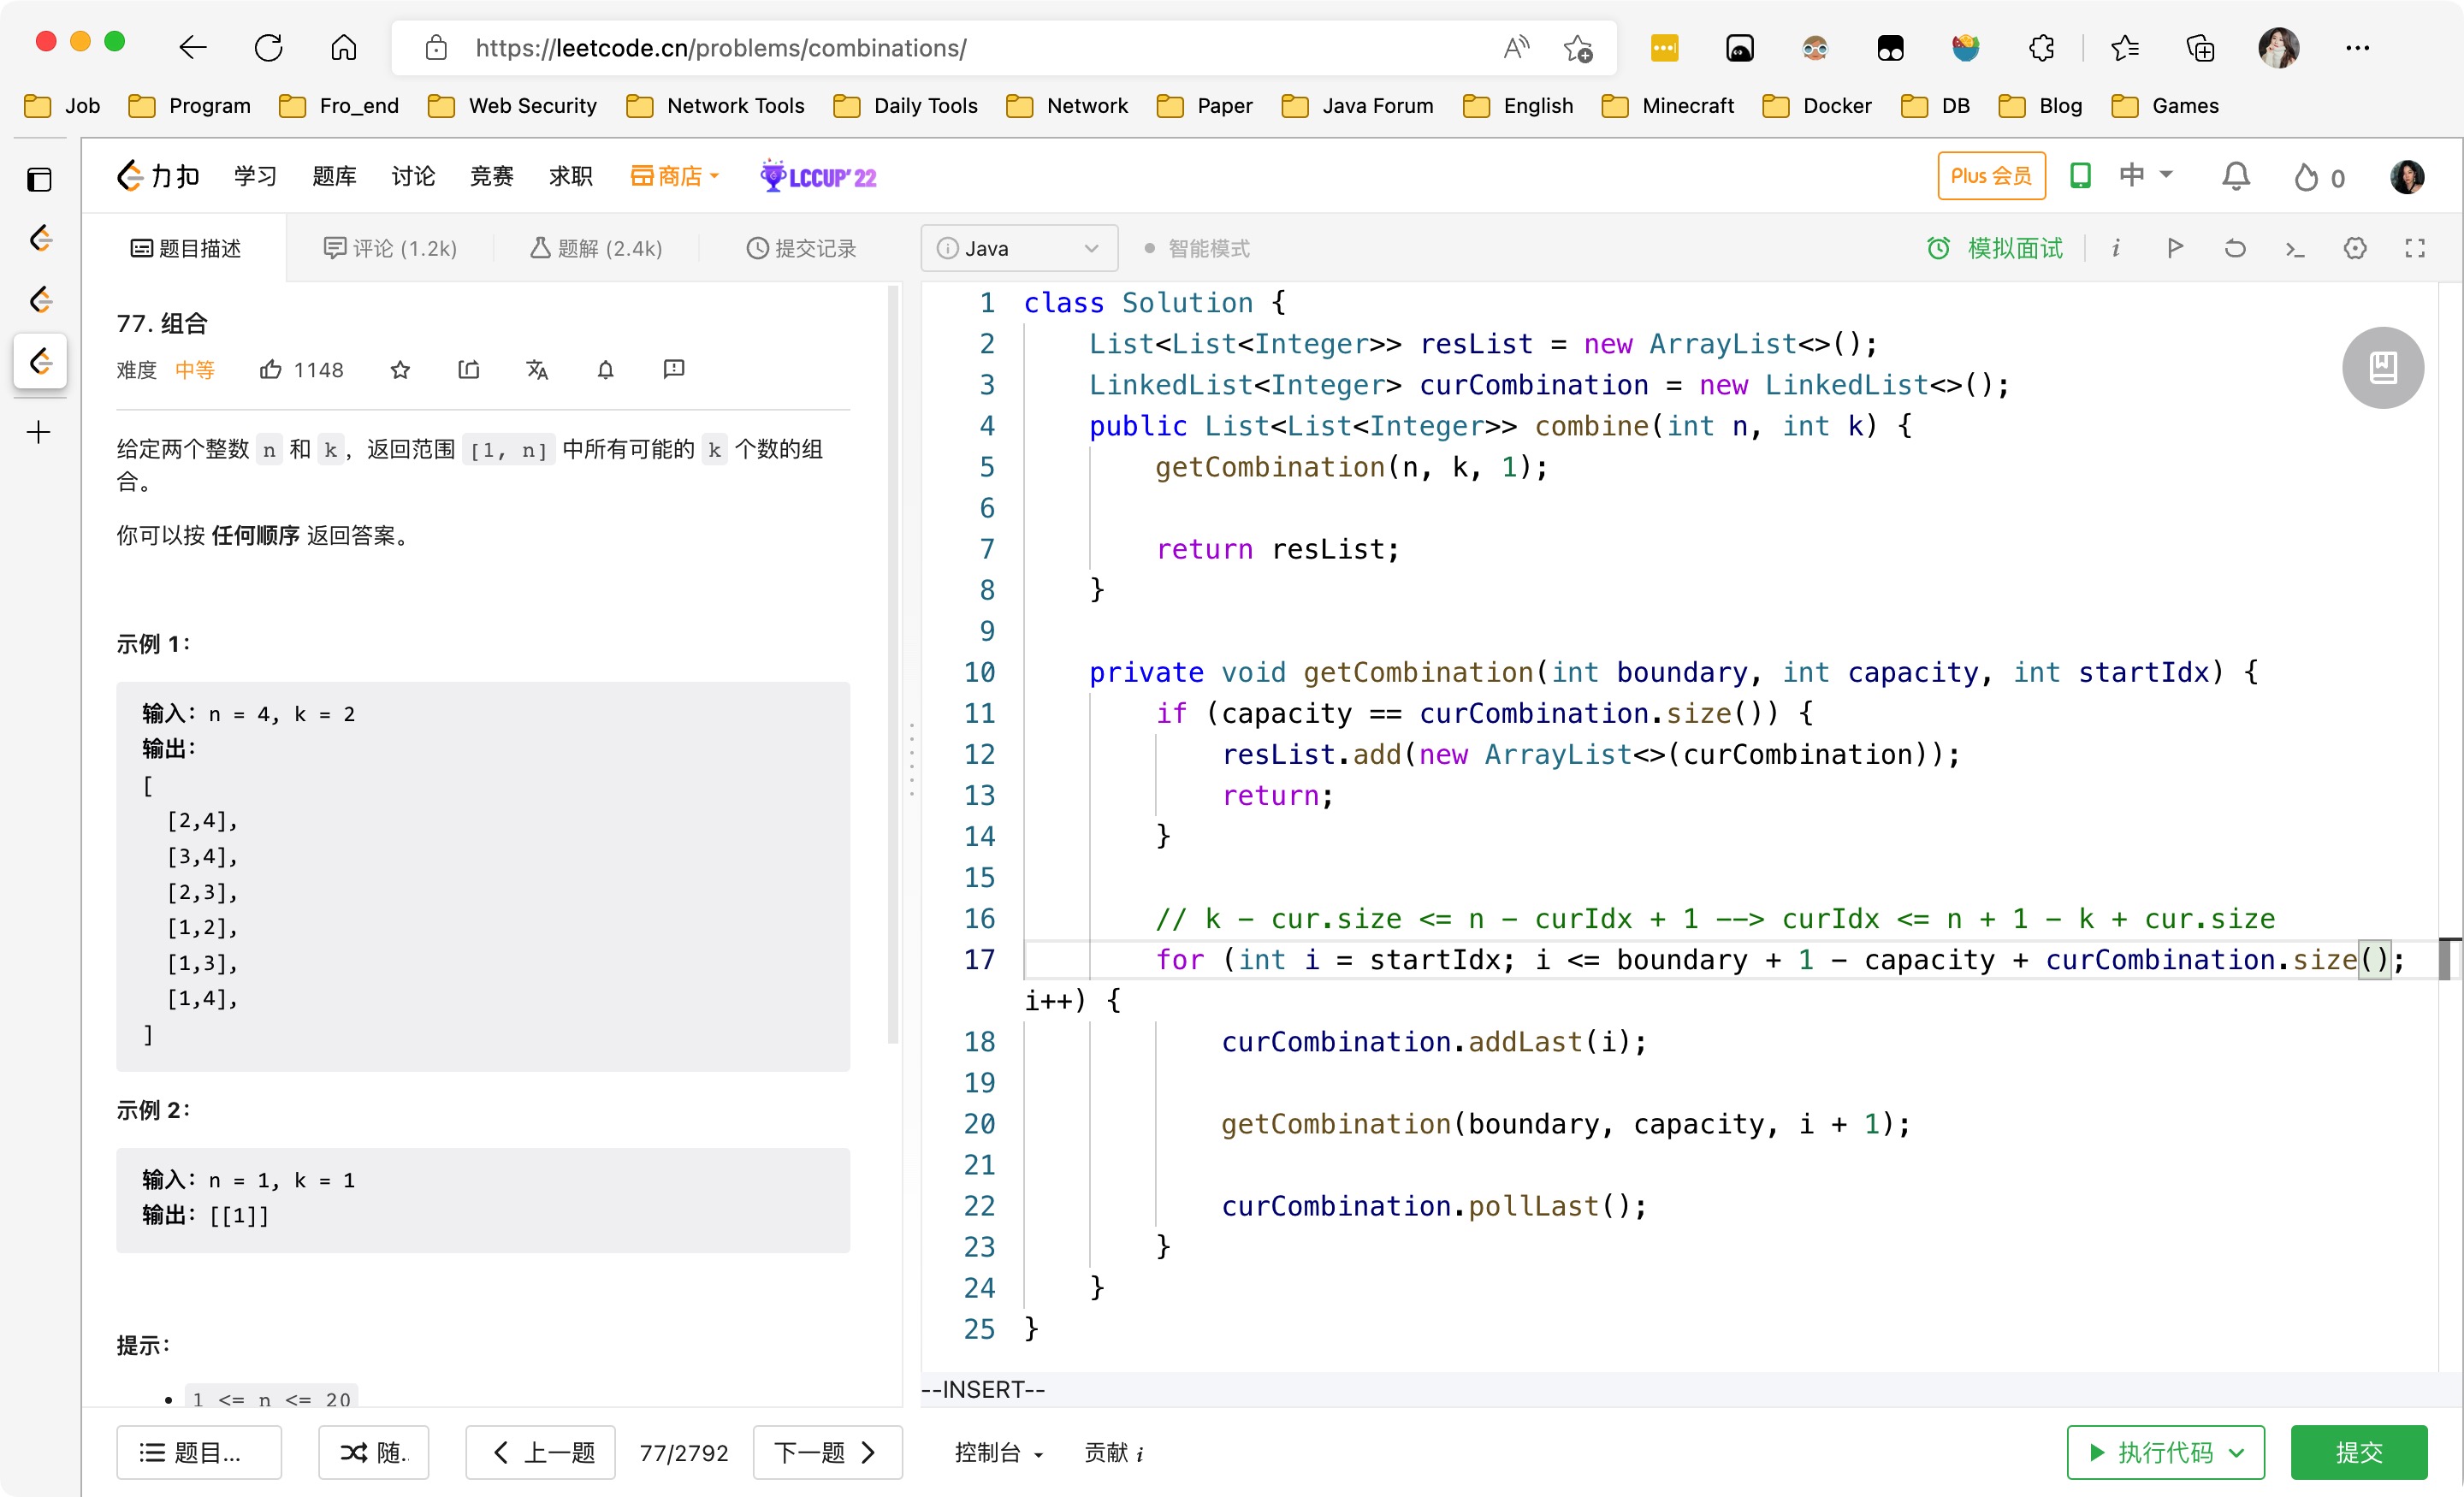 https://leetcode.cn/problems/combinations/
Job Program Fro_end Web Security Network Tools Daily Tools Network Paper Java Forum English Minecraft Docker DB Blog Games
力扣 学习 题库 讨论 竞赛 求职 商店 LCCUP'22 Plus 会员 中 0
题目描述 评论 (1.2k) 题解 (2.4k) 提交记录
77. 组合
难度 中等 1148
给定两个整数 n 和 k，返回范围 [1, n] 中所有可能的 k 个数的组
合。
你可以按 任何顺序 返回答案。
示例 1：
输入：n = 4, k = 2
输出：
[
  [2,4],
  [3,4],
  [2,3],
  [1,2],
  [1,3],
  [1,4],
]
示例 2：
输入：n = 1, k = 1
输出：[[1]]
提示：
• 1 <= n <= 20
题目... 随. 上一题 77/2792 下一题
Java 智能模式 模拟面试 i
1 class Solution {
2     List<List<Integer>> resList = new ArrayList<>();
3     LinkedList<Integer> curCombination = new LinkedList<>();
4     public List<List<Integer>> combine(int n, int k) {
5         getCombination(n, k, 1);
6
7         return resList;
8     }
9
10     private void getCombination(int boundary, int capacity, int startIdx) {
11         if (capacity == curCombination.size()) {
12             resList.add(new ArrayList<>(curCombination));
13             return;
14         }
15
16         // k - cur.size <= n - curIdx + 1 --> curIdx <= n + 1 - k + cur.size
17         for (int i = startIdx; i <= boundary + 1 - capacity + curCombination.size();
i++) {
18             curCombination.addLast(i);
19
20             getCombination(boundary, capacity, i + 1);
21
22             curCombination.pollLast();
23         }
24     }
25 }
--INSERT--
控制台 贡献 i 执行代码 提交